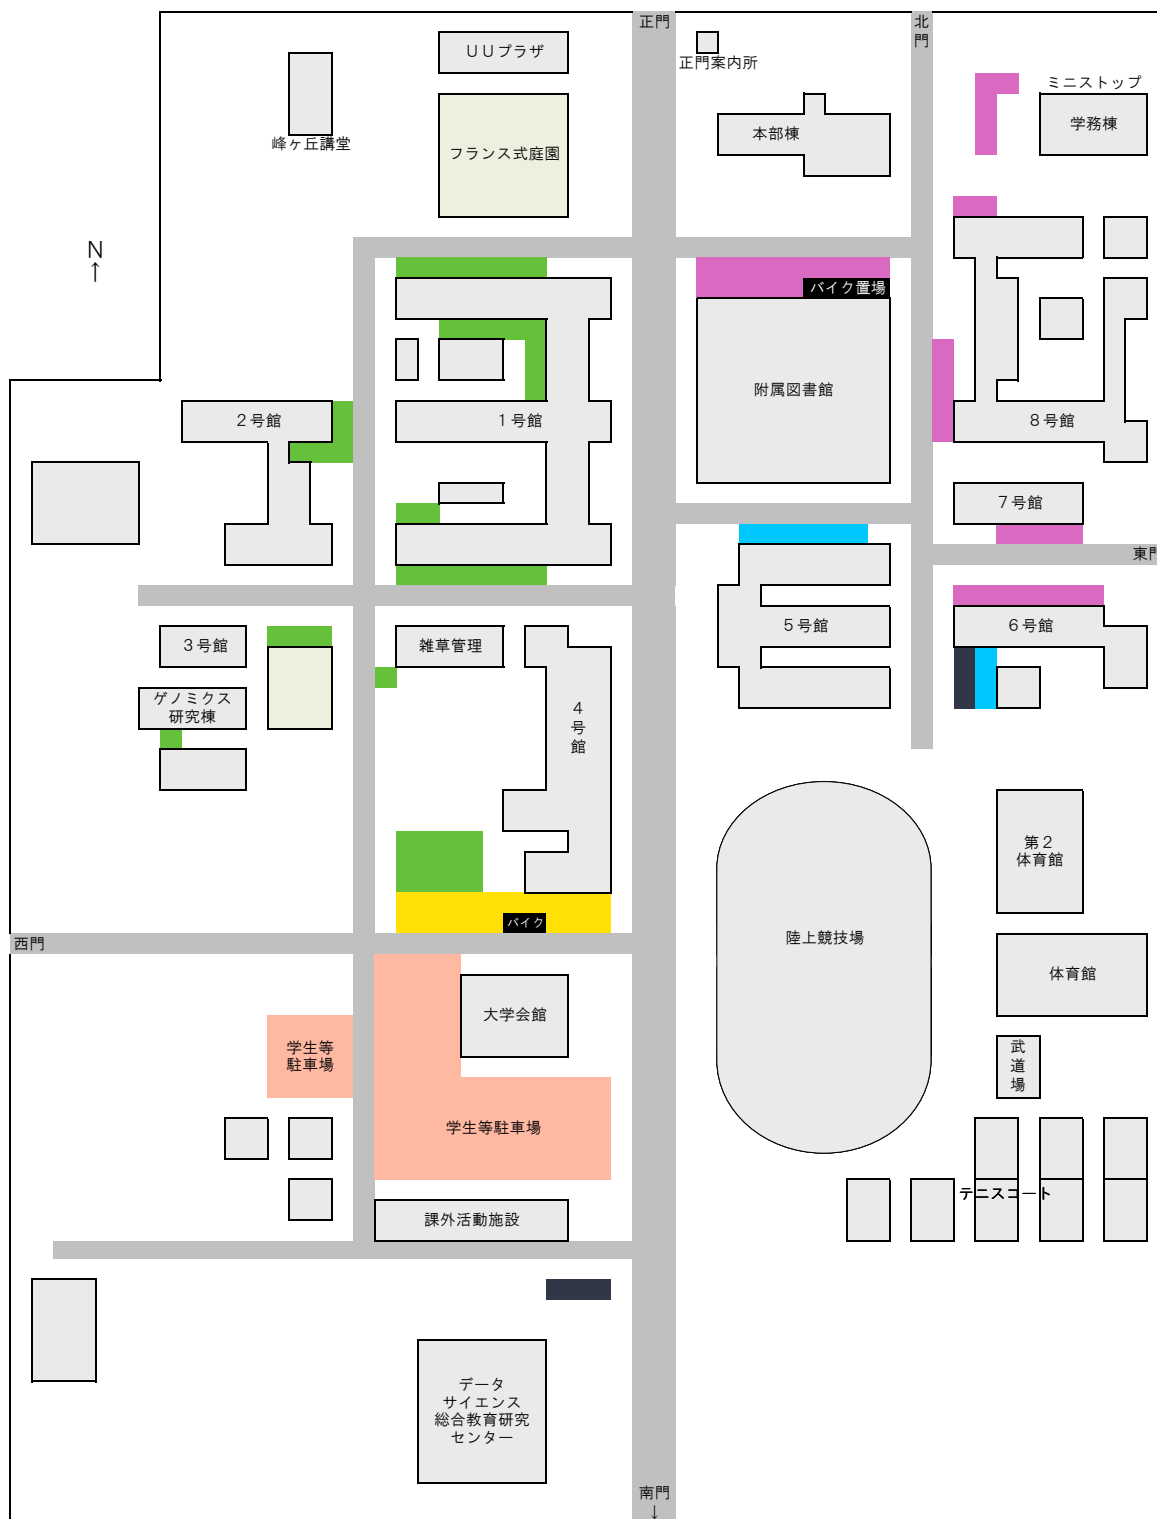 正門
北
門
UUプラザ
正門案内所
ミニストップ
学務棟
本部棟
峰ヶ丘講堂
フランス式庭園
N
↑
バイク置場
附属図書館
2号館
1号館
8号館
7号館
東門
3号館
雑草管理
5号館
6号館
ゲノミクス
研究棟
4
号
館
第2
体育館
バイク
西門
陸上競技場
体育館
大学会館
学生等
駐車場
武
道
場
学生等駐車場
テニスコート
課外活動施設
データ
サイエンス
総合教育研究
センター
南門
↓